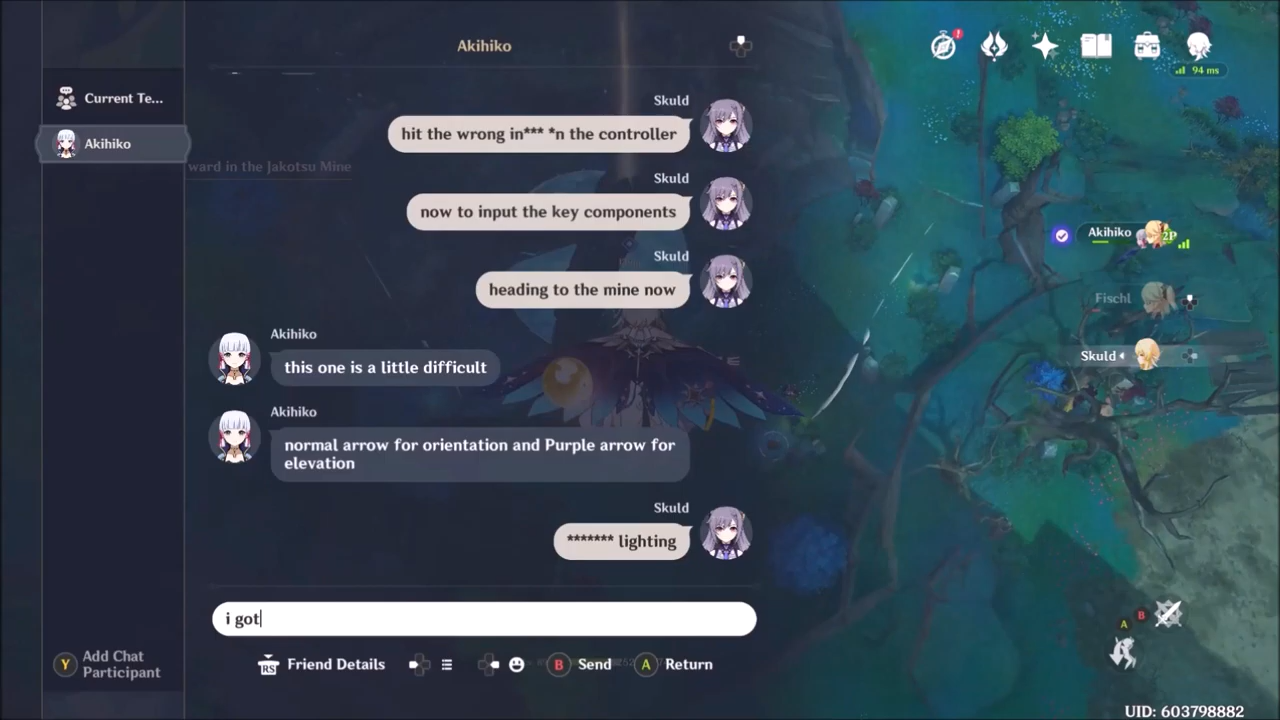 Akihiko
94 ms
Current Te...
Akihiko
ward in the Jakotsu Mine
Skuld
hit the wrong in*** *n the controller
Skuld
now to input the key components
Skuld
heading to the mine now
Akihiko
this one is a little difficult
Akihiko
normal arrow for orientation and Purple arrow for
elevation
Skuld
******* lighting
i got
Akihiko
2P
Fischl
Skuld
Y Add Chat
Participant
RS Friend Details
B Send
A Return
A
B
UID: 603798882